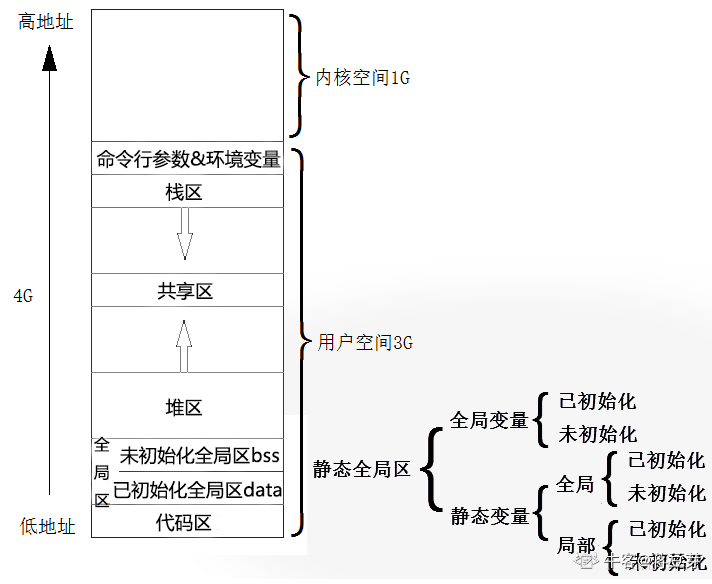 高地址
内核空间1G
命令行参数&环境变量
栈区
4G
共享区
用户空间3G
堆区
全局区
未初始化全局区bss
已初始化全局区data
代码区
低地址
静态全局区
全局变量
已初始化
未初始化
静态变量
全局
已初始化
未初始化
局部
已初始化
未初始化